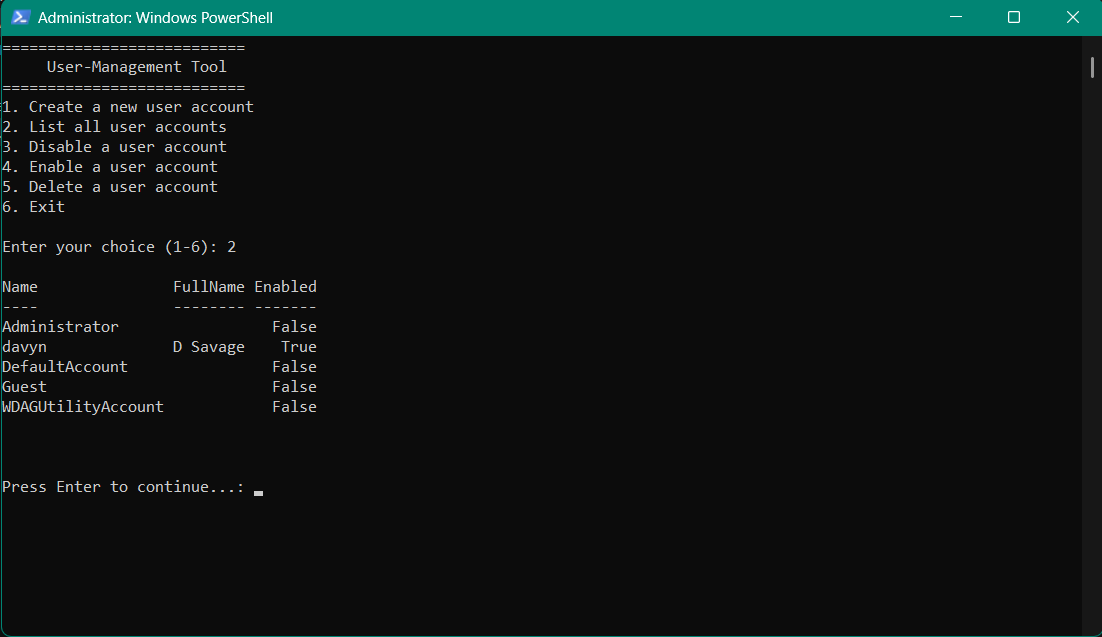 Administrator: Windows PowerShell
===========================
     User-Management Tool
===========================
1. Create a new user account
2. List all user accounts
3. Disable a user account
4. Enable a user account
5. Delete a user account
6. Exit

Enter your choice (1-6): 2

Name               FullName Enabled
----               -------- -------
Administrator                 False
davyn              D Savage    True
DefaultAccount                False
Guest                         False
WDAGUtilityAccount            False

Press Enter to continue...: